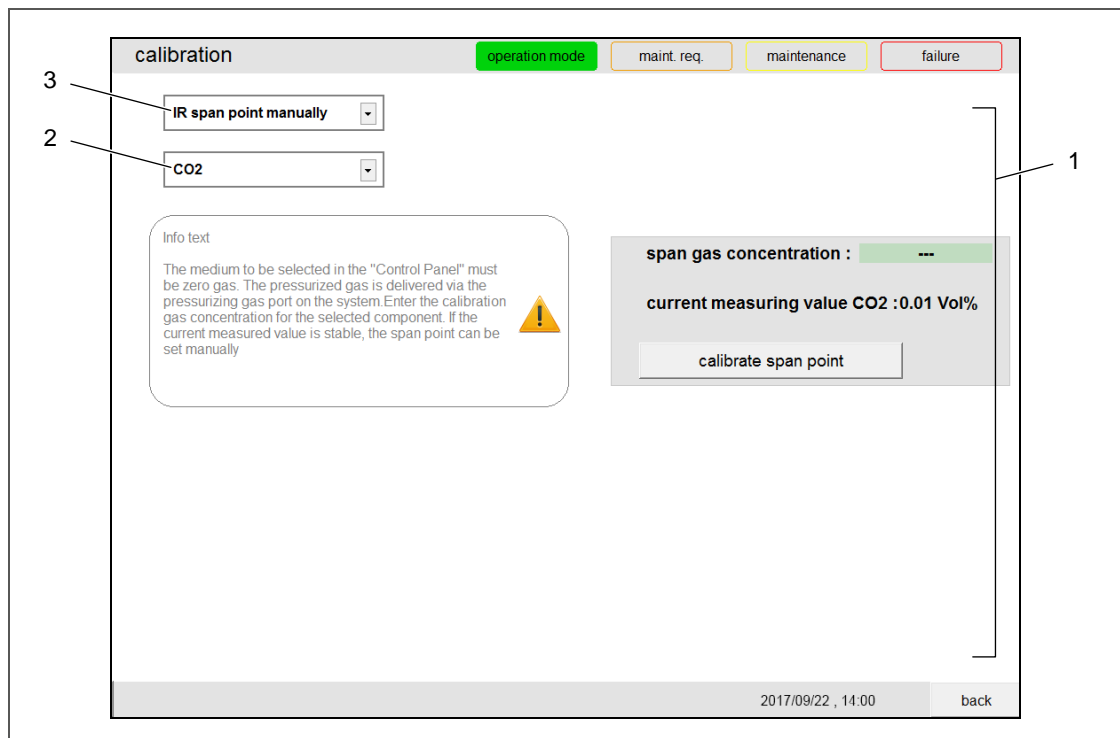 calibration
operation mode
maint. req.
maintenance
failure
3
IR span point manually
2
CO2
1
Info text
The medium to be selected in the "Control Panel" must
be zero gas. The pressurized gas is delivered via the
pressurizing gas port on the system.Enter the calibration
gas concentration for the selected component. If the
current measured value is stable, the span point can be
set manually
span gas concentration : ---
current measuring value CO2 :0.01 Vol%
calibrate span point
2017/09/22 , 14:00
back